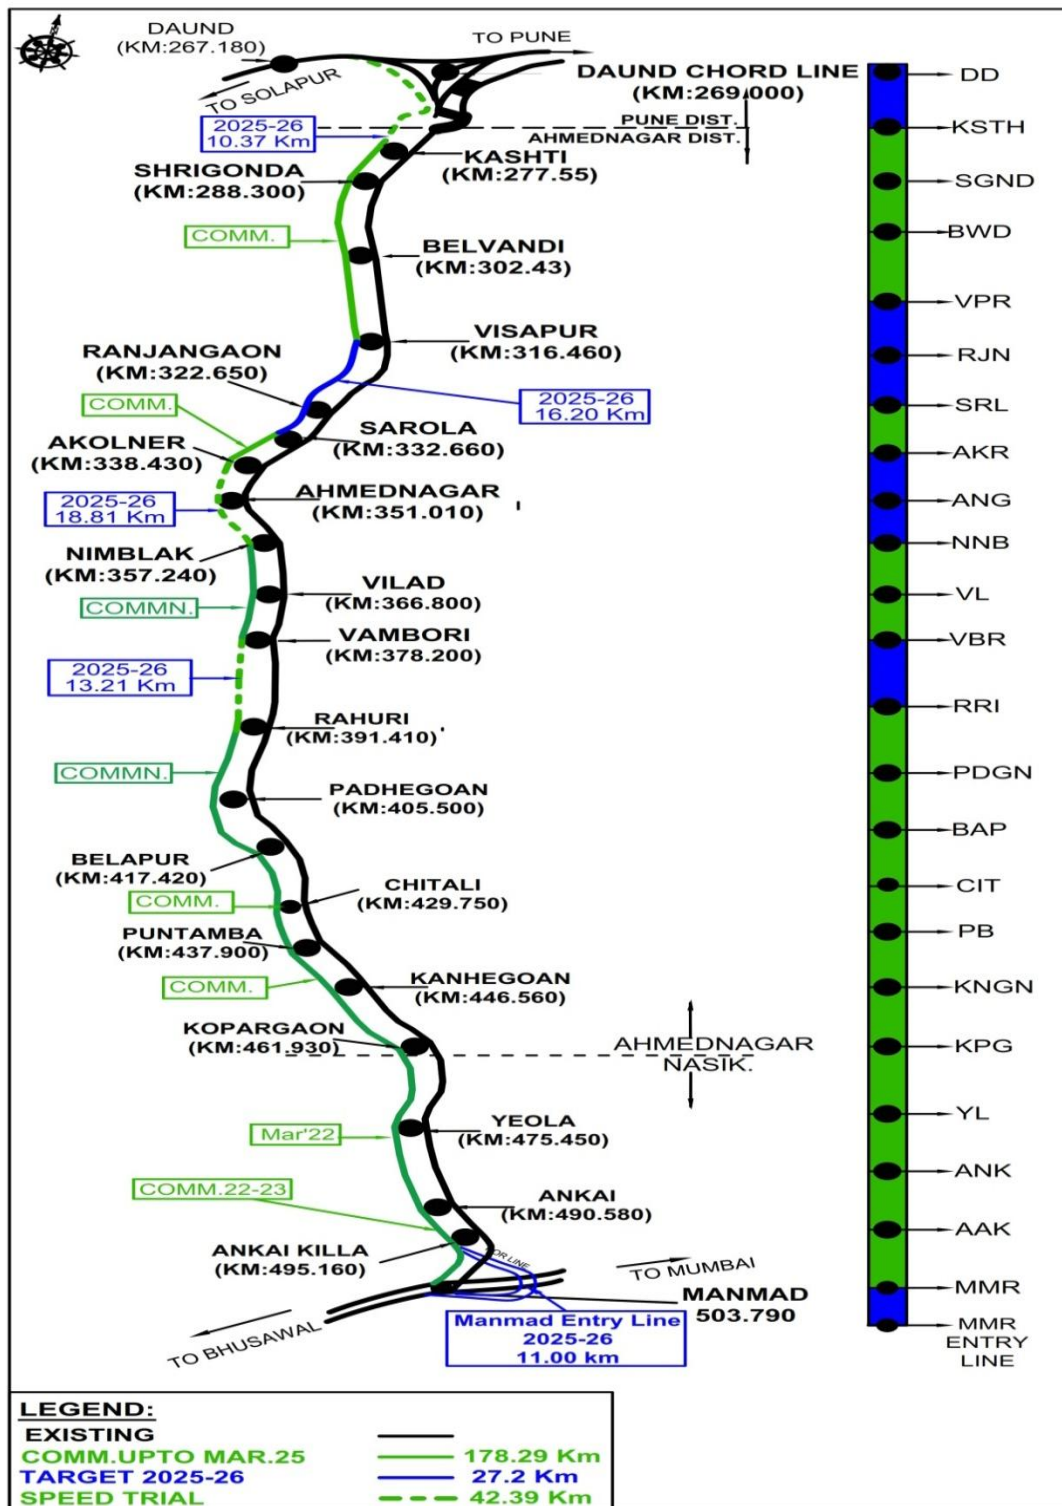 DAUND
(KM:267.180)
TO PUNE
TO SOLAPUR
DAUND CHORD LINE
(KM:269.000)
PUNE DIST.
AHMEDNAGAR DIST.
2025-26
10.37 Km
KASHTI
(KM:277.55)
SHRIGONDA
(KM:288.300)
COMM.
BELVANDI
(KM:302.43)
VISAPUR
(KM:316.460)
RANJANGAON
(KM:322.650)
2025-26
16.20 Km
COMM.
SAROLA
(KM:332.660)
AKOLNER
(KM:338.430)
AHMEDNAGAR
(KM:351.010)
2025-26
18.81 Km
NIMBLAK
(KM:357.240)
VILAD
(KM:366.800)
COMMN.
VAMBORI
(KM:378.200)
2025-26
13.21 Km
RAHURI
(KM:391.410)
COMMN.
PADHEGOAN
(KM:405.500)
BELAPUR
(KM:417.420)
CHITALI
(KM:429.750)
COMM.
PUNTAMBA
(KM:437.900)
KANHEGOAN
(KM:446.560)
COMM.
KOPARGAON
(KM:461.930)
AHMEDNAGAR
NASIK.
YEOLA
(KM:475.450)
Mar'22
COMM.22-23
ANKAI
(KM:490.580)
ANKAI KILLA
(KM:495.160)
LINE
TO MUMBAI
MANMAD
503.790
TO BHUSAWAL
Manmad Entry Line
2025-26
11.00 km
DD
KSTH
SGND
BWD
VPR
RJN
SRL
AKR
ANG
NNB
VL
VBR
RRI
PDGN
BAP
CIT
PB
KNGN
KPG
YL
ANK
AAK
MMR
MMR
ENTRY
LINE
LEGEND:
EXISTING
COMM.UPTO MAR.25 178.29 Km
TARGET 2025-26 27.2 Km
SPEED TRIAL 42.39 Km